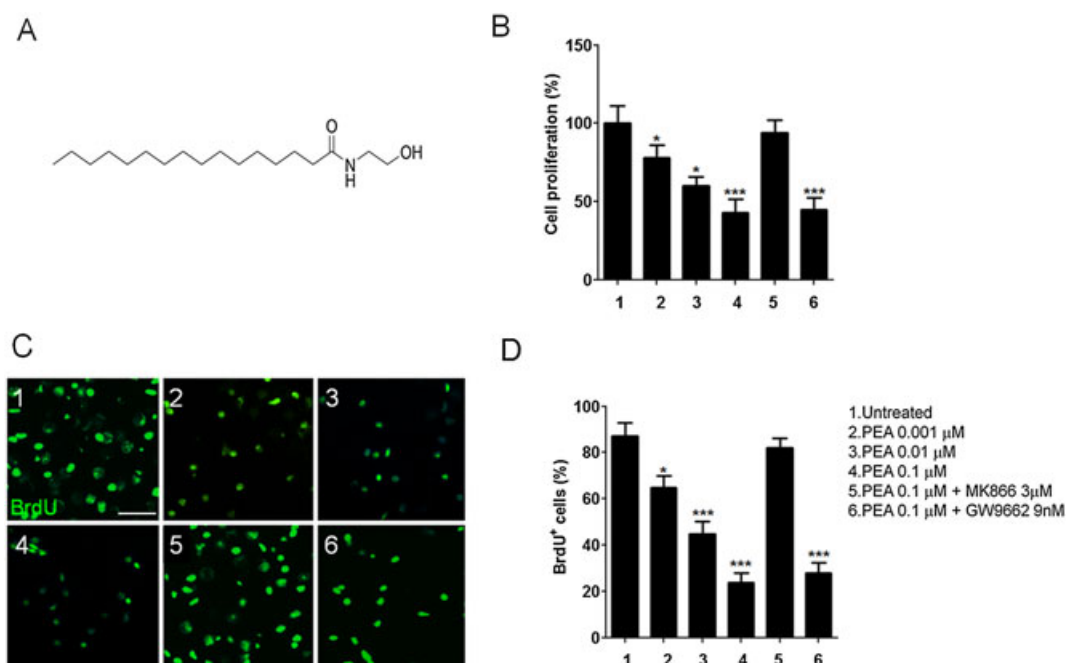 A
O
N
H
OH
B
Cell proliferation (%)
150
100
50
0
*
*
***
***
1 2 3 4 5 6
C
1
2
3
BrdU
4
5
6
D
BrdU+ cells (%)
100
80
60
40
20
0
*
***
***
***
1 2 3 4 5 6
1.Untreated
2.PEA 0.001 μM
3.PEA 0.01 μM
4.PEA 0.1 μM
5.PEA 0.1 μM + MK866 3μM
6.PEA 0.1 μM + GW9662 9nM